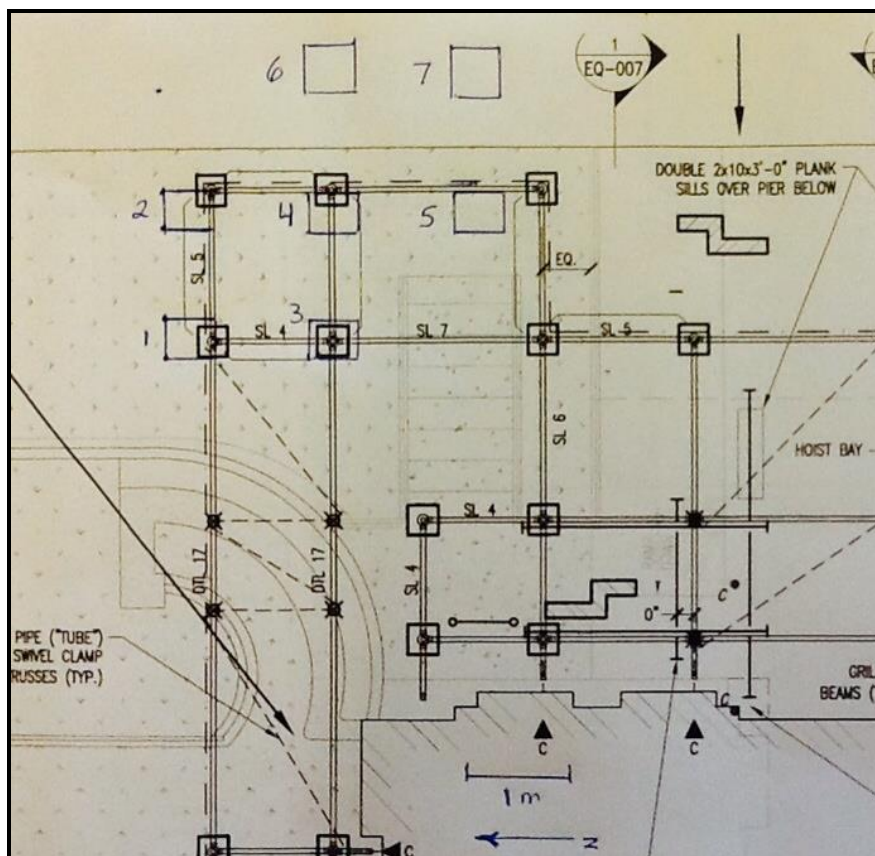 6
7
1
EQ-007
DOUBLE 2x10x3'-0" PLANK
SILLS OVER PIER BELOW
2
4
5
SL 5
EQ.
1
3
SL 4
SL 7
SL 5
SL 6
HOIST BAY -
SL 4
DTL 17
DTL 17
SL 4
C
0"
PIPE ("TUBE")
SWIVEL CLAMP
RUSSES (TYP.)
GRIL
BEAMS (
C
C
C
1 m
N
C